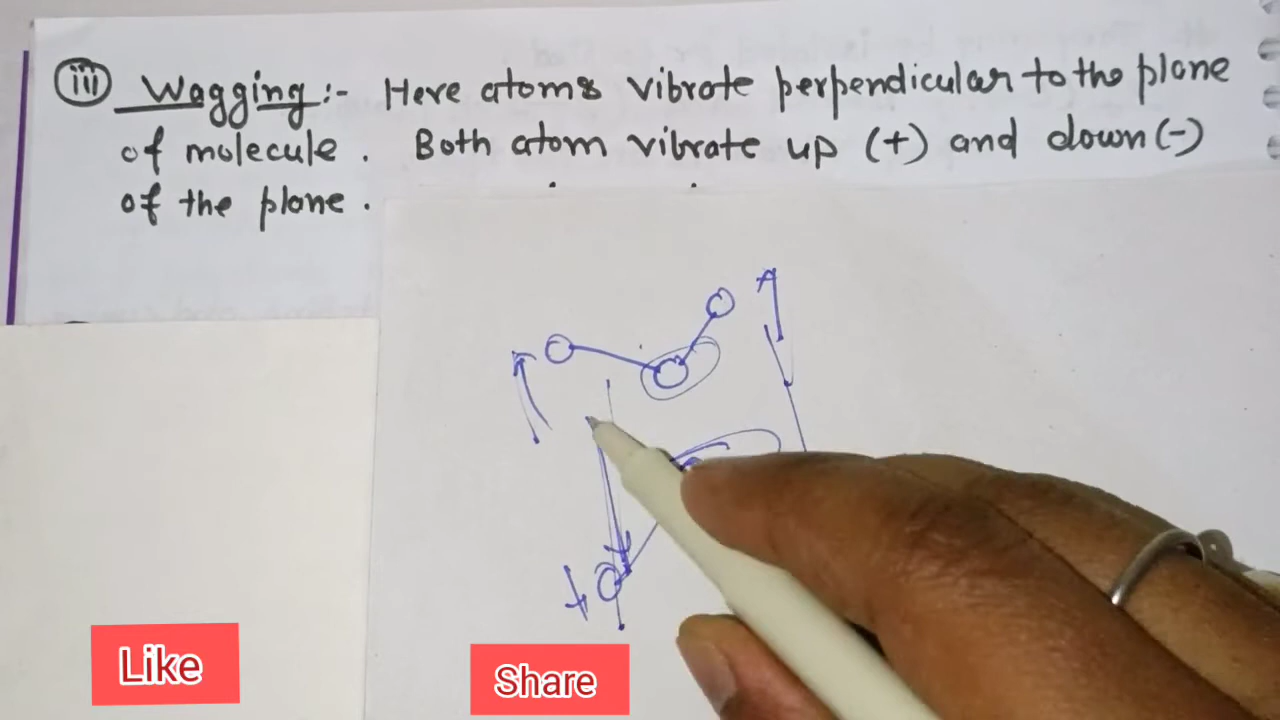 (iii) Wagging:- Here atoms vibrate perpendicular to the plane
of molecule. Both atom vibrate up (+) and down (-)
of the plane.
+
Like
Share